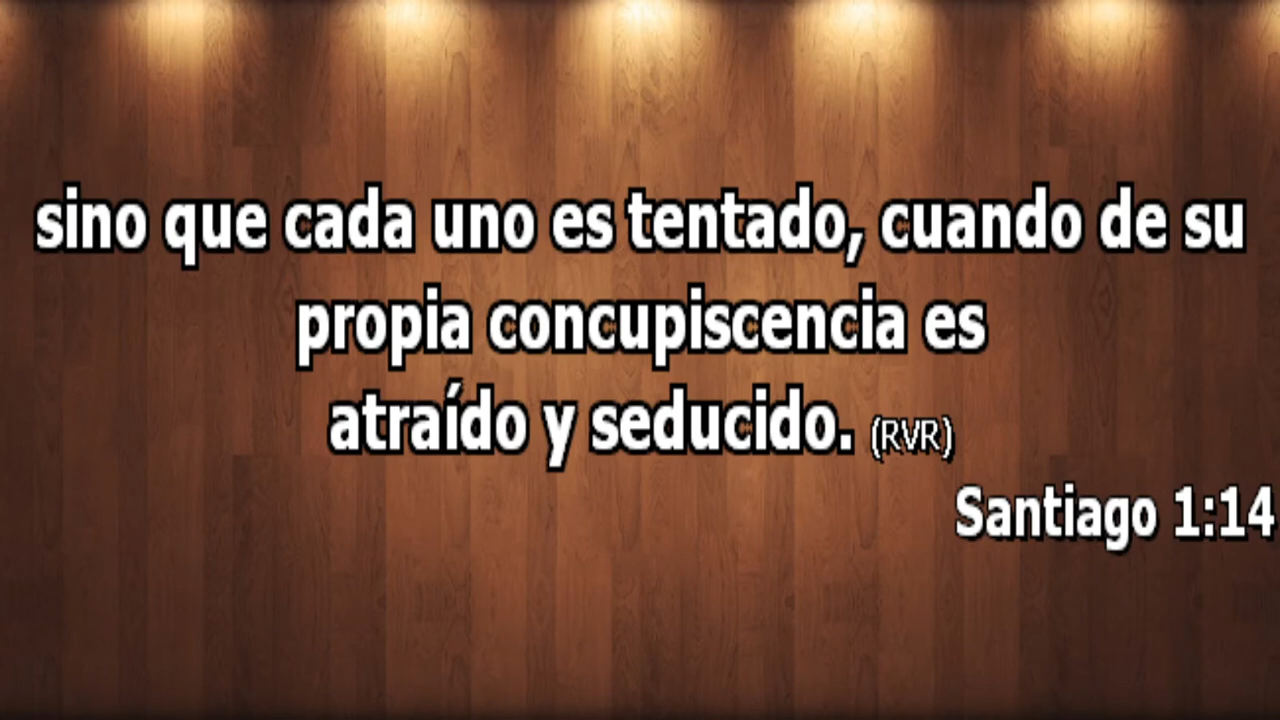 sino que cada uno es tentado, cuando de su
propia concupiscencia es
atraído y seducido. (RVR)
Santiago 1:14